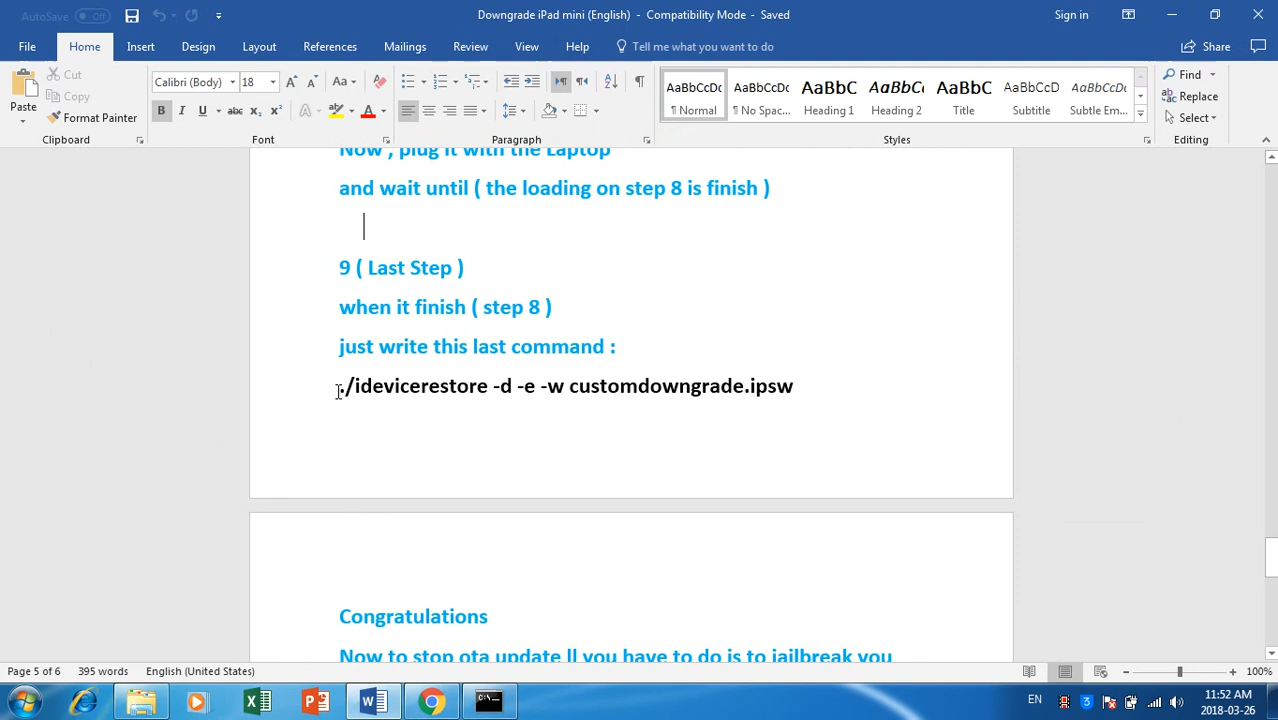 AutoSave Off
Downgrade iPad mini (English) - Compatibility Mode - Saved
Sign in
File Home Insert Design Layout References Mailings Review View Help Tell me what you want to do Share
Paste
Cut
Copy
Format Painter
Clipboard
Calibri (Body) 18
Font
Paragraph
AaBbCcDc AaBbCcDc AaBbC AaBbCc AaBbC AaBbCcD AaBbCcDc
¶ Normal ¶ No Spac... Heading 1 Heading 2 Title Subtitle Subtle Em...
Styles
Find
Replace
Select
Editing
Now , plug it with the Laptop
and wait until ( the loading on step 8 is finish )
9 ( Last Step )
when it finish ( step 8 )
just write this last command :
./idevicerestore -d -e -w customdowngrade.ipsw
Congratulations
Now to stop ota update ll you have to do is to jailbreak you
Page 5 of 6 395 words English (United States) 100%
EN
11:52 AM
2018-03-26